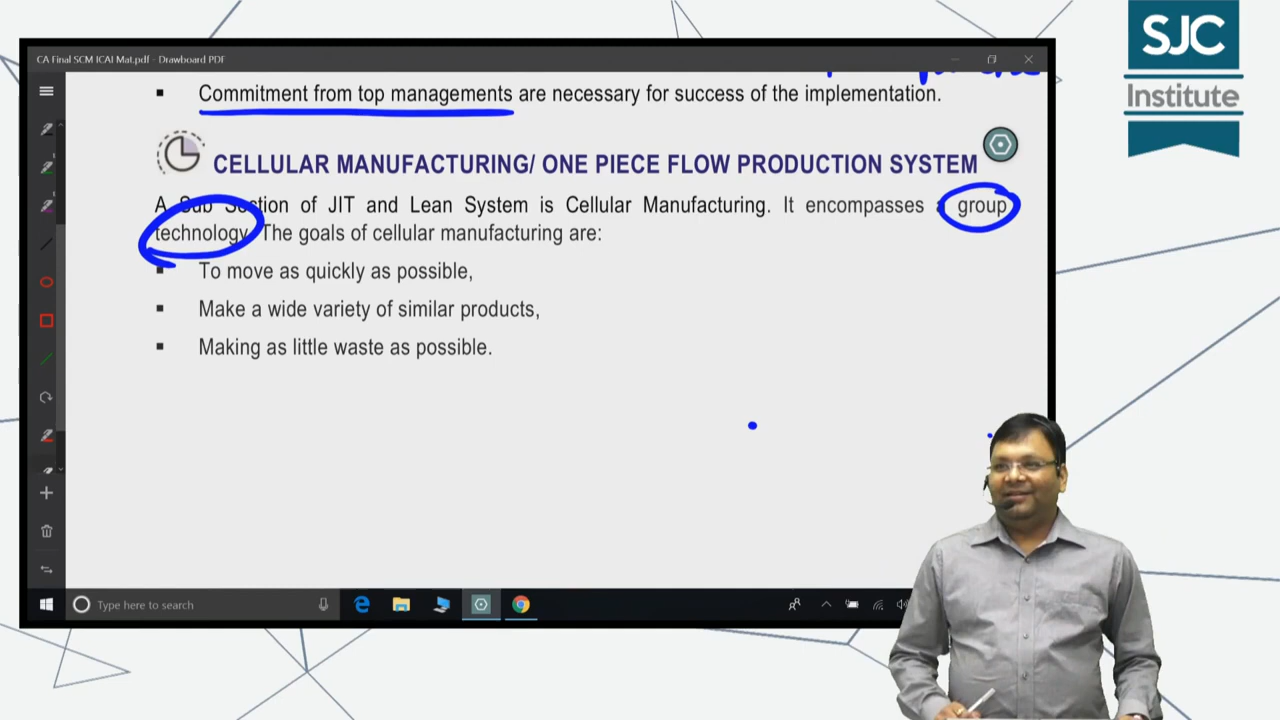 SJC
Institute
CA Final SCM ICAI Mat.pdf - Drawboard PDF
▪ Commitment from top managements are necessary for success of the implementation.
CELLULAR MANUFACTURING/ ONE PIECE FLOW PRODUCTION SYSTEM
A Sub Section of JIT and Lean System is Cellular Manufacturing. It encompasses a group
technology. The goals of cellular manufacturing are:
▪ To move as quickly as possible,
▪ Make a wide variety of similar products,
▪ Making as little waste as possible.
Type here to search